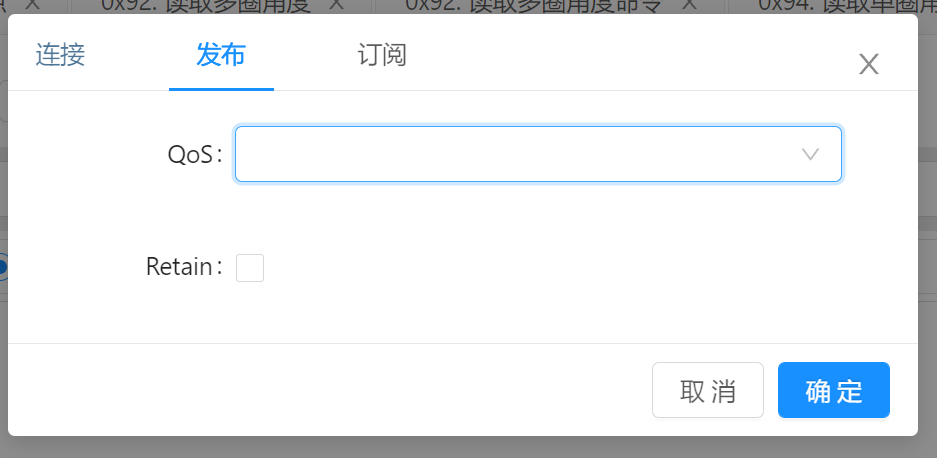 0x92: 读取多圈角度 X
0x92: 读取多圈角度命令 X
0x94: 读取单圈角
连接
发布
订阅
X
QoS:
Retain:
取 消
确 定